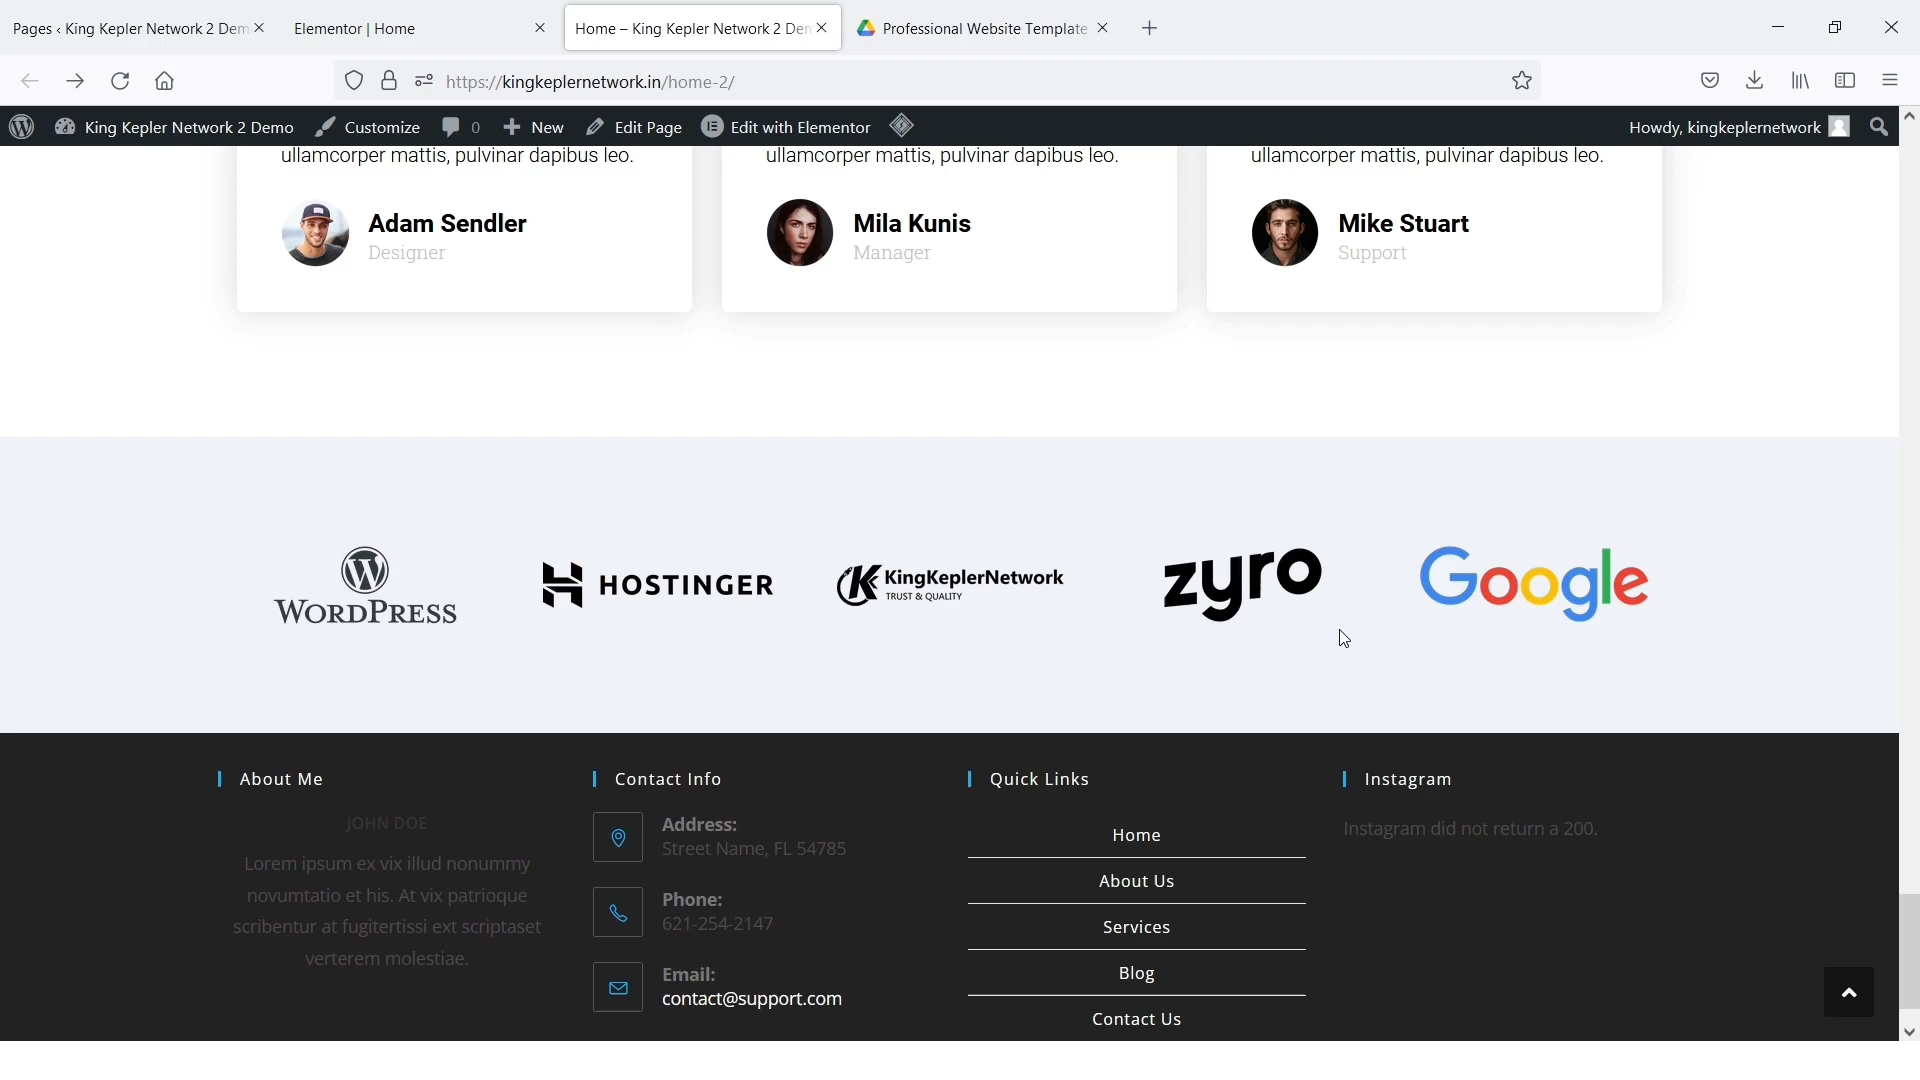 Pages ‹ King Kepler Network 2 Dem
Elementor | Home
Home – King Kepler Network 2 Den
Professional Website Template
https://kingkeplernetwork.in/home-2/
King Kepler Network 2 Demo
Customize
0
New
Edit Page
Edit with Elementor
Howdy, kingkeplernetwork
ullamcorper mattis, pulvinar dapibus leo.
ullamcorper mattis, pulvinar dapibus leo.
ullamcorper mattis, pulvinar dapibus leo.
Adam Sendler
Designer
Mila Kunis
Manager
Mike Stuart
Support
WORDPRESS
HOSTINGER
KingKeplerNetwork
TRUST & QUALITY
zyro
Google
About Me
JOHN DOE
Lorem ipsum ex vix illud nonummy
novumtatio et his. At vix patrioque
scribentur at fugitertissi ext scriptaset
verterem molestiae.
Contact Info
Address:
Street Name, FL 54785
Phone:
621-254-2147
Email:
contact@support.com
Quick Links
Home
About Us
Services
Blog
Contact Us
Instagram
Instagram did not return a 200.